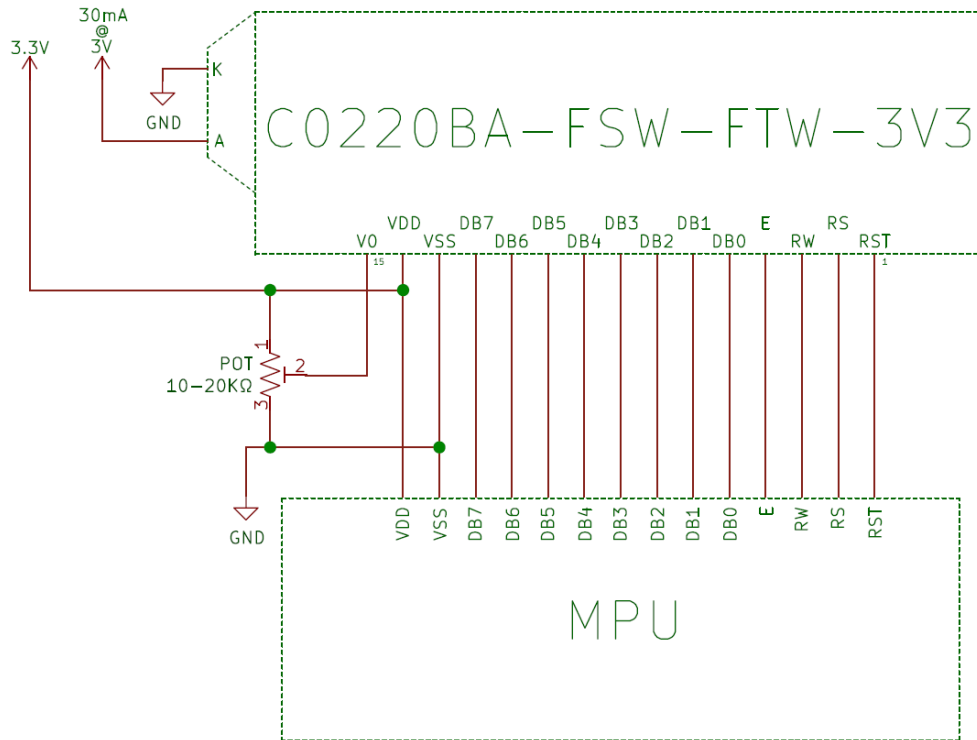 30mA
@
3V
3.3V
K
GND
A
C0220BA-FSW-FTW-3V3
VDD DB7 DB5 DB3 DB1 E RS
V0 VSS DB6 DB4 DB2 DB0 RW RST
15 1
1
POT 2
10-20KΩ
3
GND
VDD VSS DB7 DB6 DB5 DB4 DB3 DB2 DB1 DB0 E RW RS RST
MPU